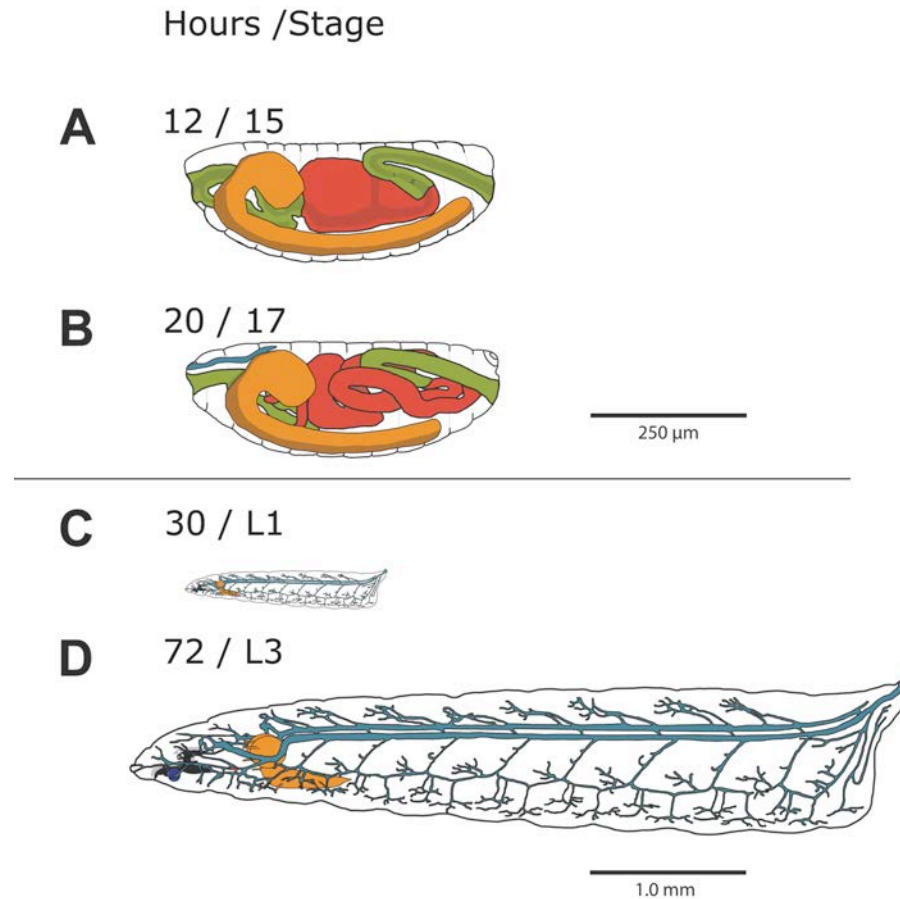 Hours /Stage
A
12 / 15
B
20 / 17
250 µm
C
30 / L1
D
72 / L3
1.0 mm